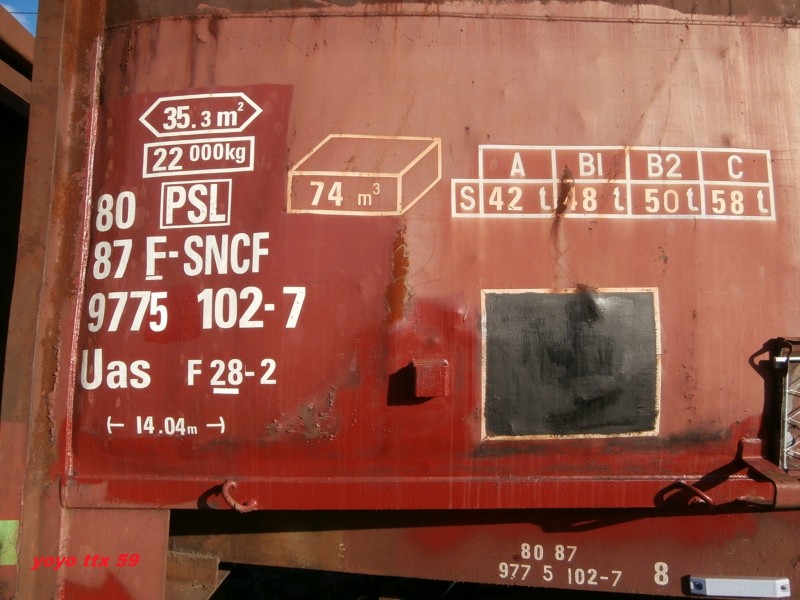 35.3 m²
22 000kg
80 PSL
87 F-SNCF
9775 102-7
Uas F 28-2
14.04m
74 m³
A B1 B2 C
S 42 t 48 t 50 t 58 t
80 87
977 5 102-7 8
yoyo ttx 59